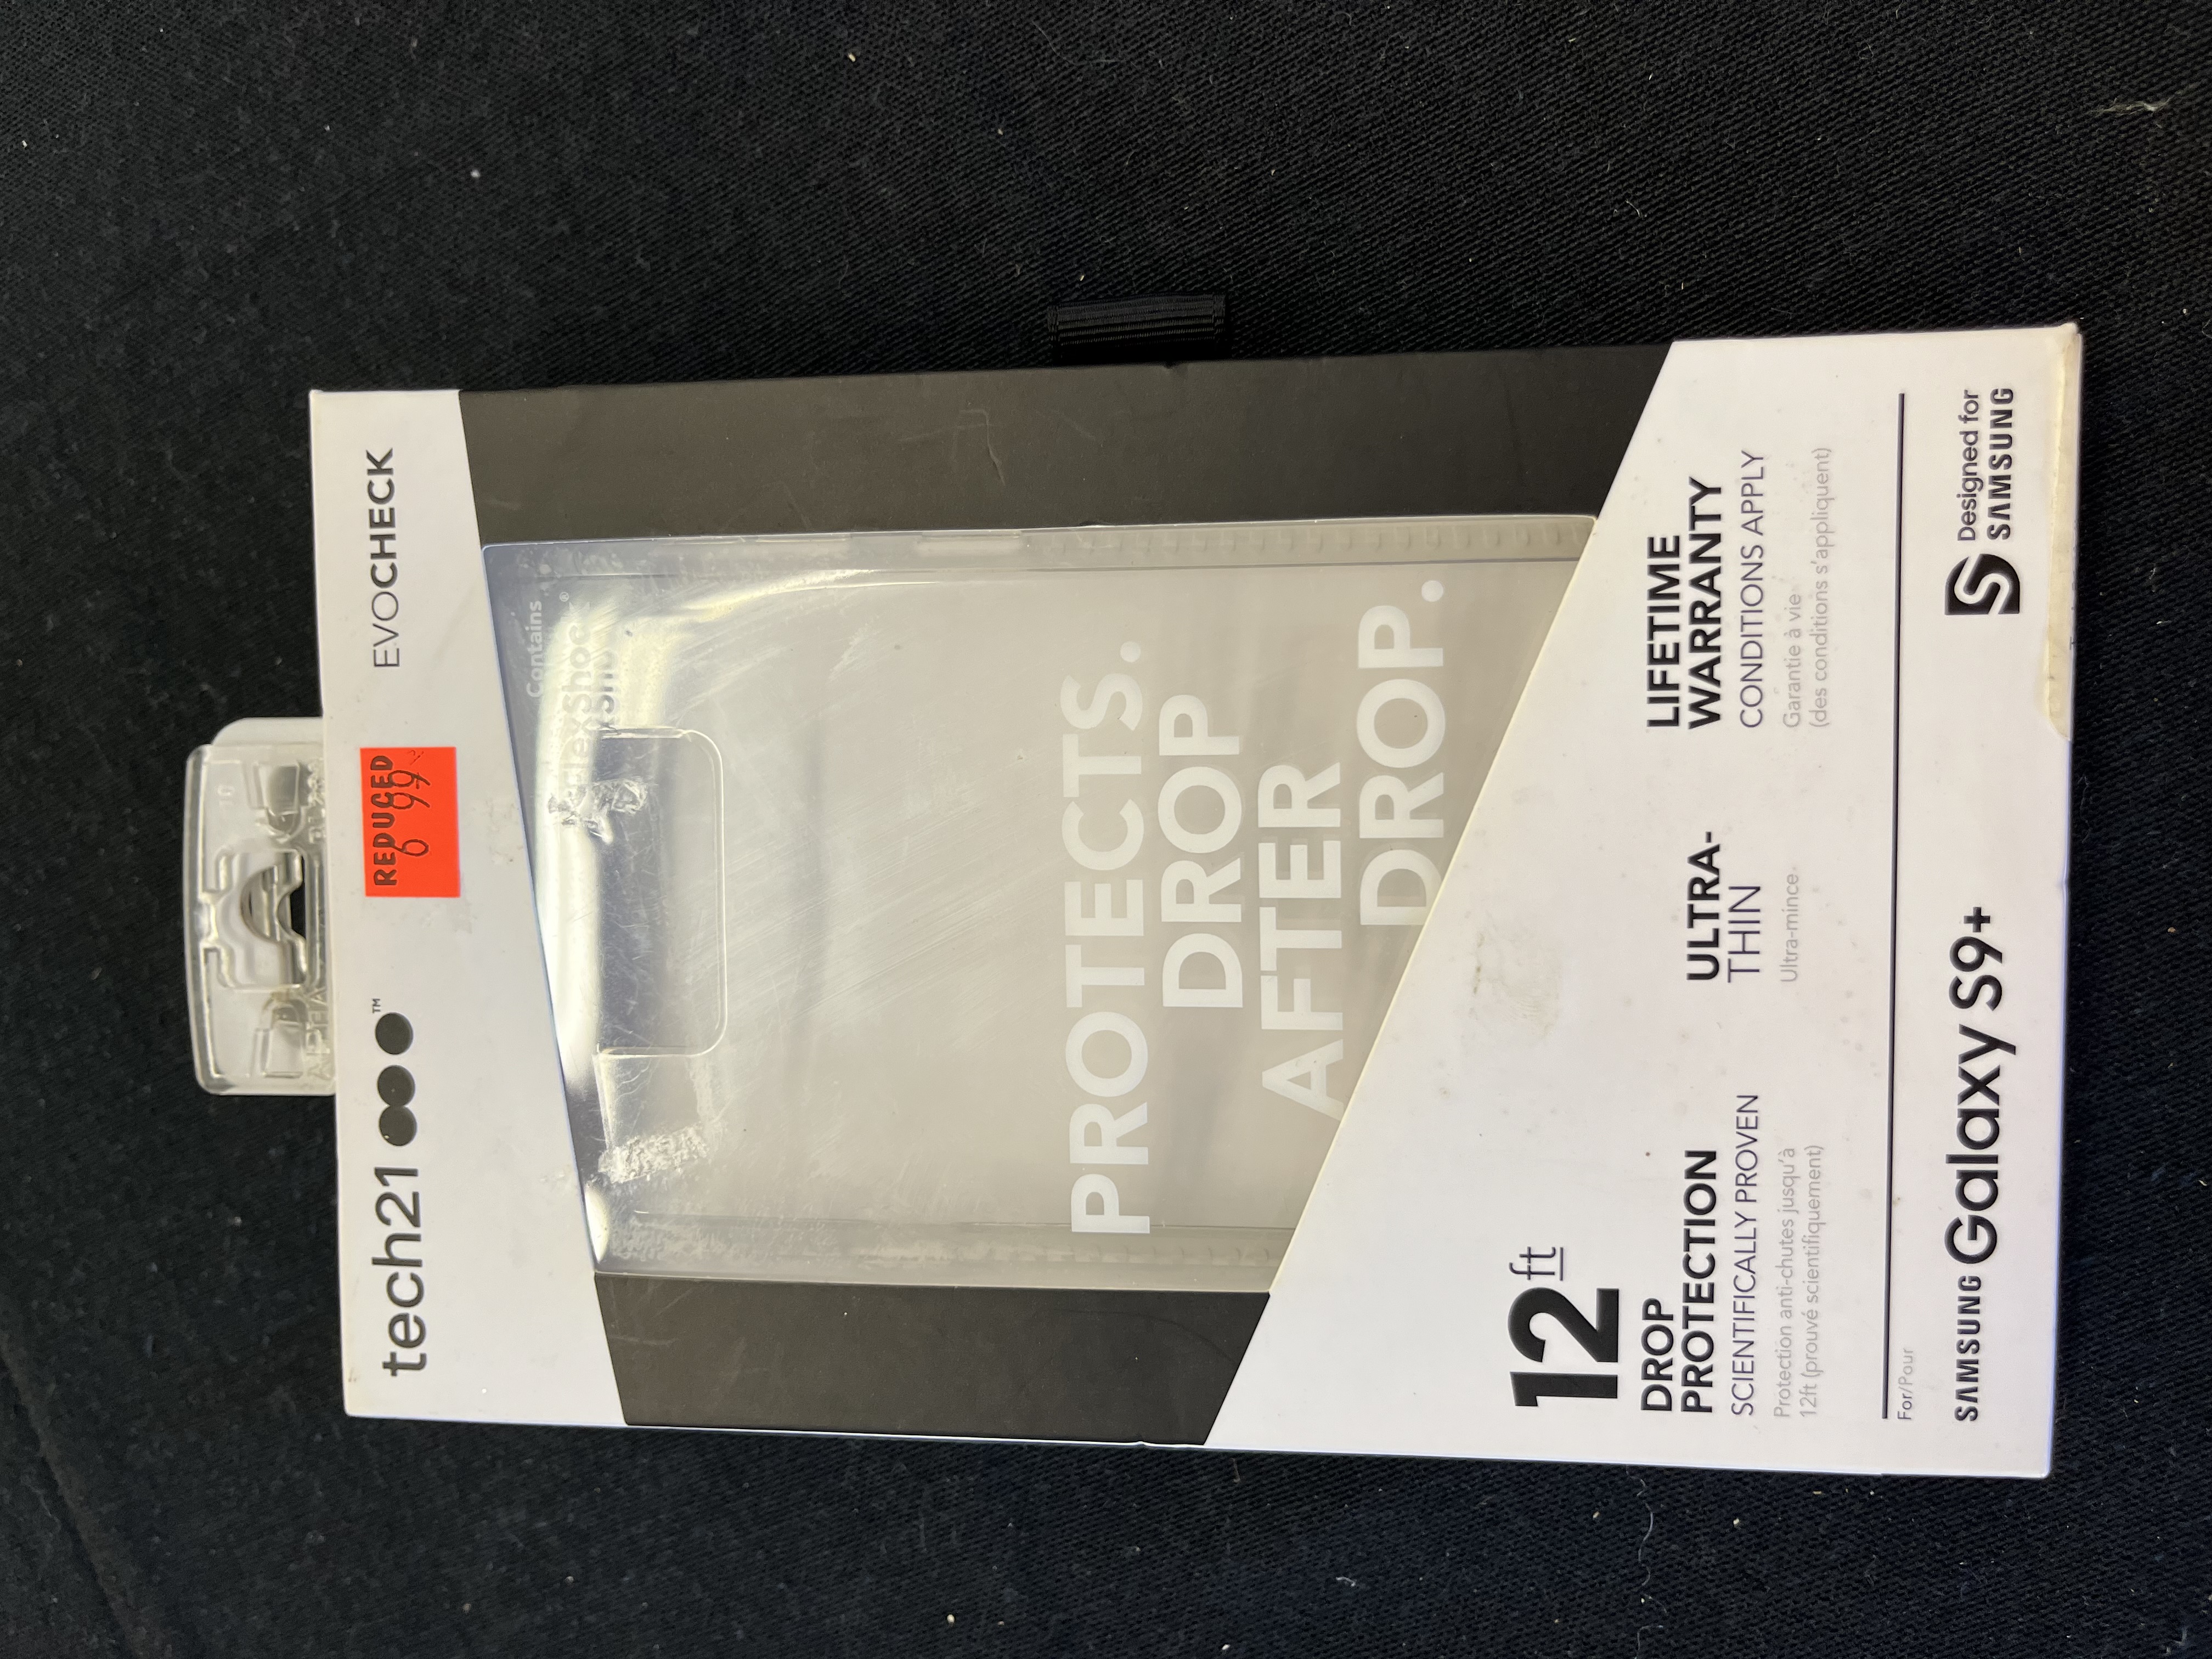 tech21 ™
REDUCED
6 99
EVOCHECK
Contains
FlexShock®
PROTECTS.
DROP
AFTER
DROP.
12ft
DROP
PROTECTION
SCIENTIFICALLY PROVEN
Protection anti-chutes jusqu'à
12ft (prouvé scientifiquement)
ULTRA-
THIN
Ultra-mince
LIFETIME
WARRANTY
CONDITIONS APPLY
Garantie à vie
(des conditions s'appliquent)
For/Pour
SAMSUNG Galaxy S9+
Designed for
SAMSUNG